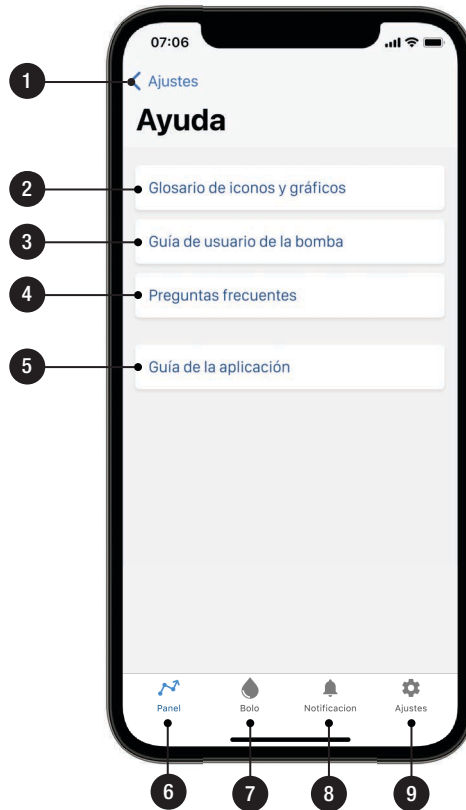 07:06
1
Ajustes
Ayuda
2
Glosario de iconos y gráficos
3
Guía de usuario de la bomba
4
Preguntas frecuentes
5
Guía de la aplicación
Panel
Bolo
Notificacion
Ajustes
6
7
8
9